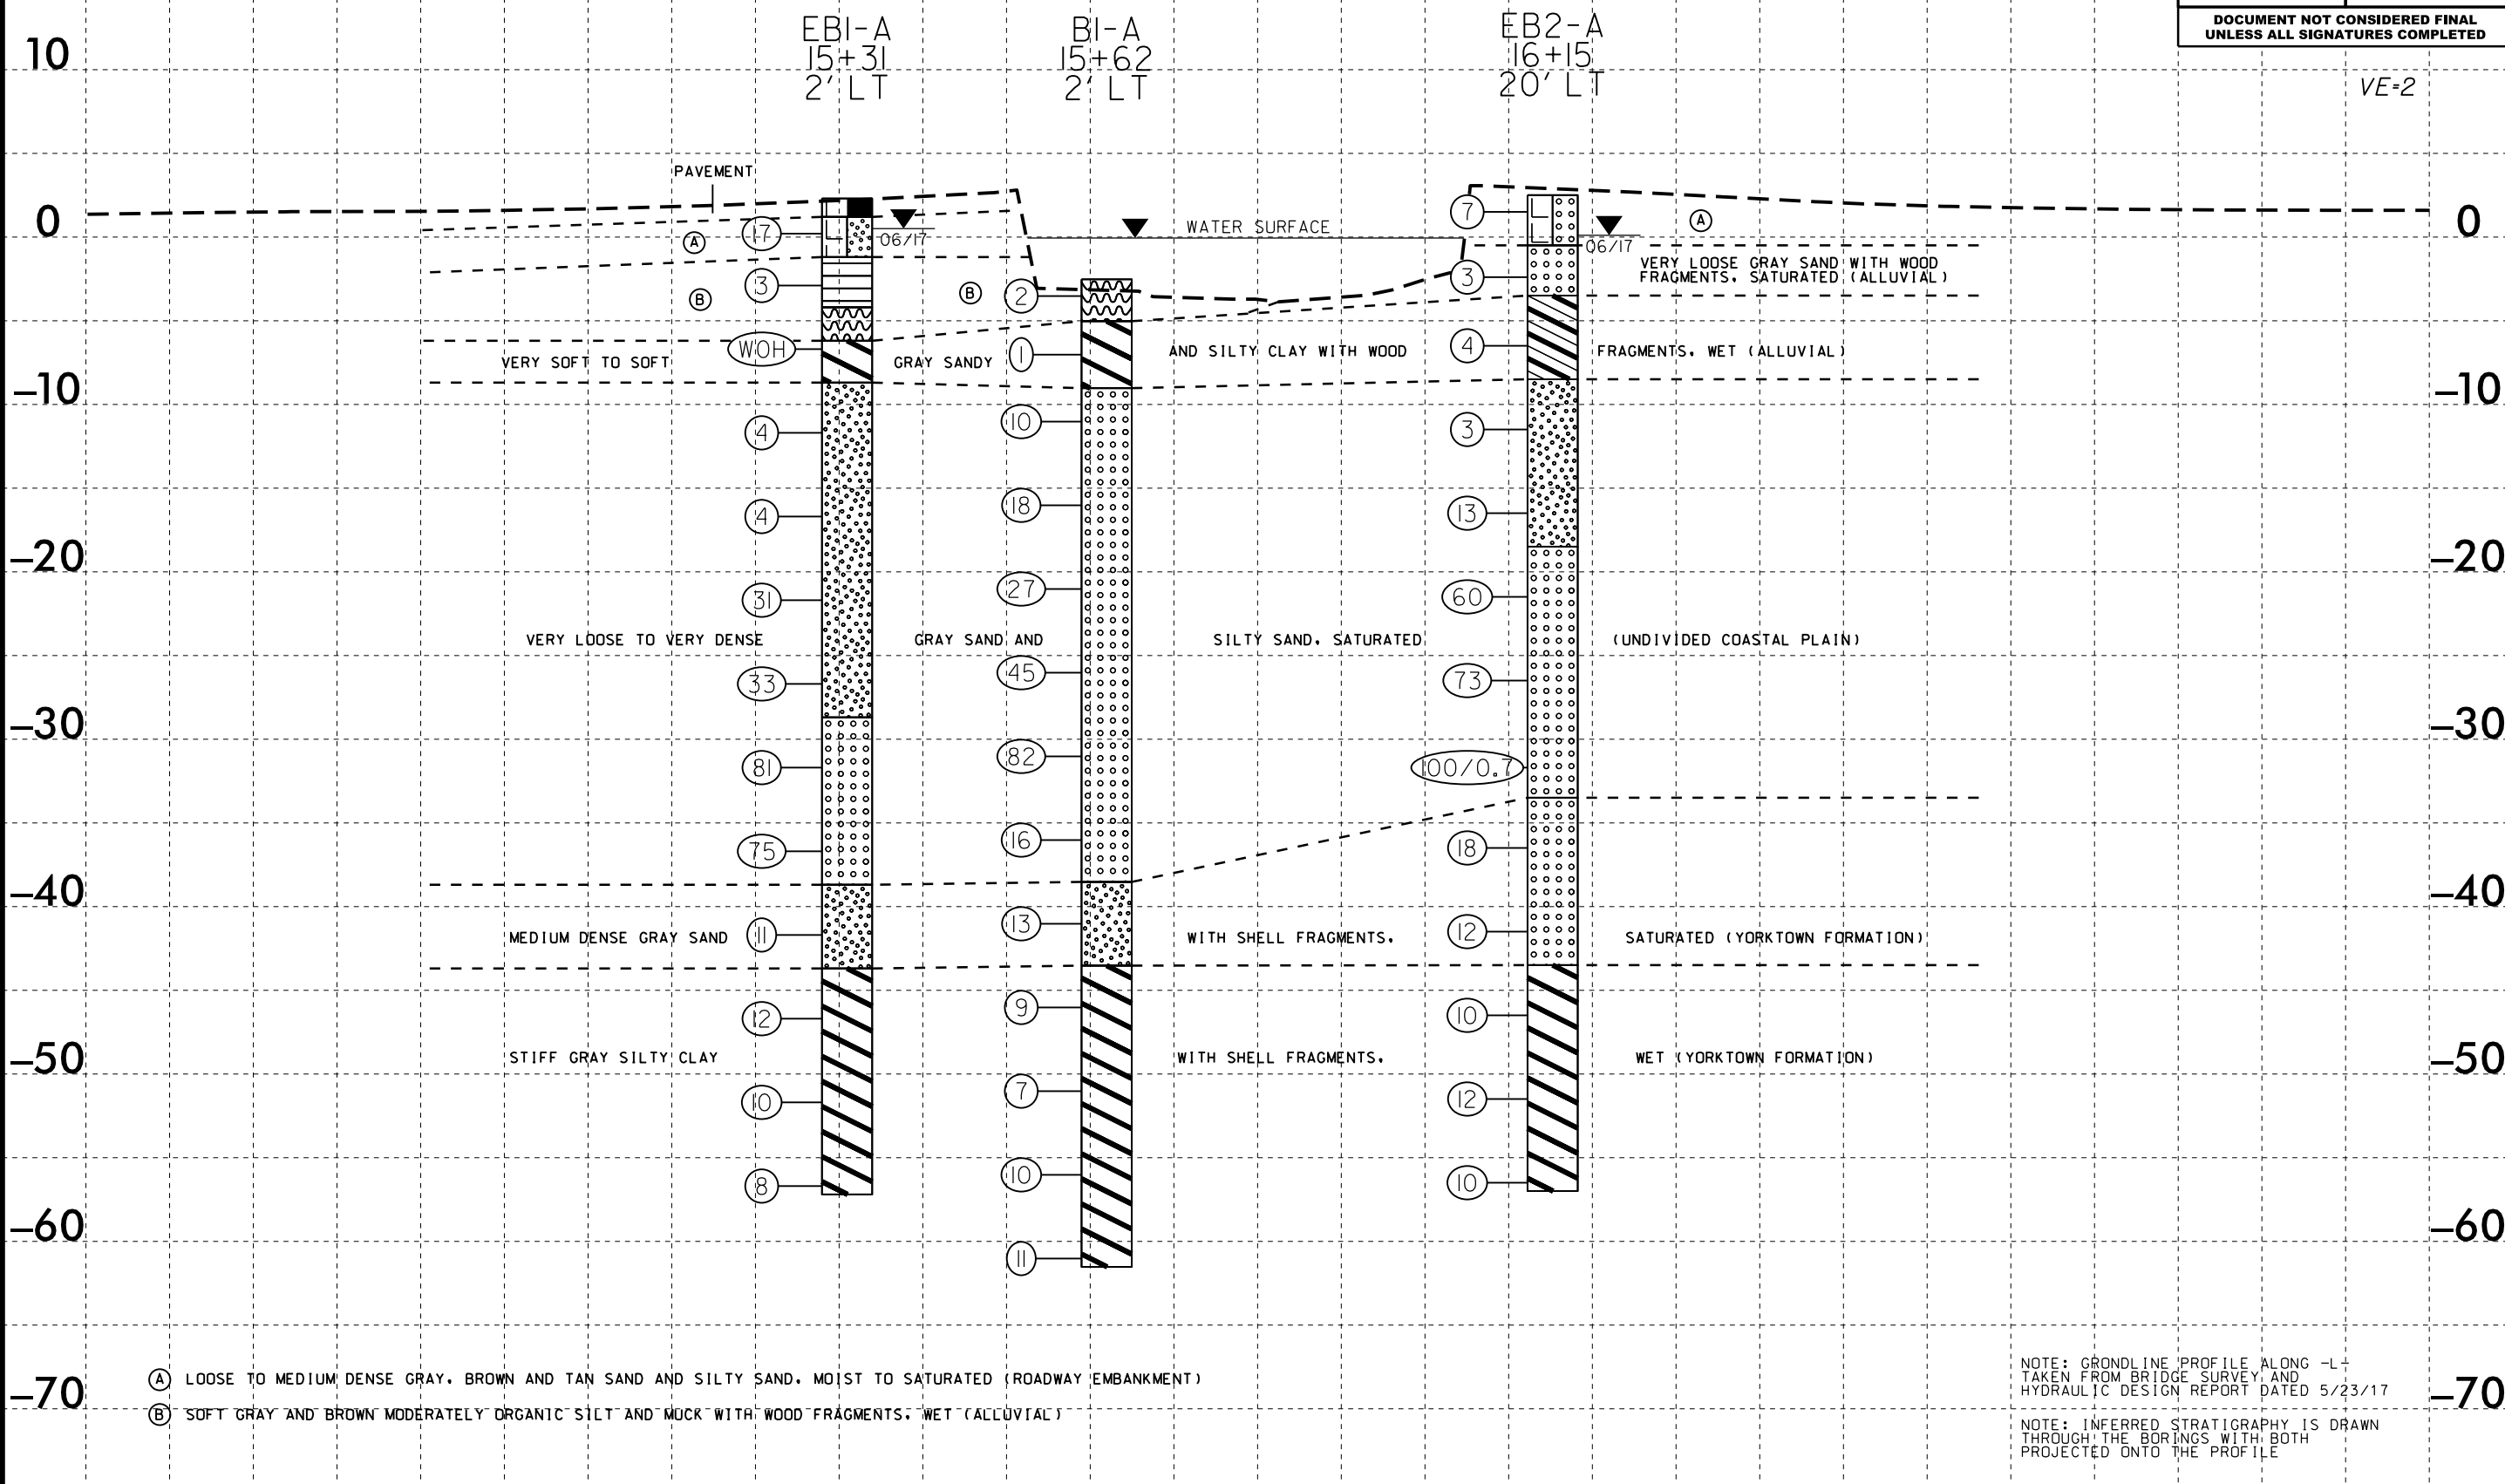 DOCUMENT NOT CONSIDERED FINAL
UNLESS ALL SIGNATURES COMPLETED
VE=2
EB1-A
15+31
2' LT
B1-A
15+62
2' LT
EB2-A
16+15
20' LT
10
0
0
-10
-10
-20
-20
-30
-30
-40
-40
-50
-50
-60
-60
-70
-70
PAVEMENT
WATER SURFACE
06/17
06/17
A
A
B
B
17
3
WOH
4
4
31
33
81
75
11
12
10
8
2
1
10
18
27
45
82
16
13
9
7
10
11
7
3
4
3
13
60
73
100/0.7
18
12
10
12
10
VERY LOOSE GRAY SAND WITH WOOD
FRAGMENTS, SATURATED (ALLUVIAL)
VERY SOFT TO SOFT GRAY SANDY AND SILTY CLAY WITH WOOD FRAGMENTS, WET (ALLUVIAL)
VERY LOOSE TO VERY DENSE GRAY SAND AND SILTY SAND, SATURATED (UNDIVIDED COASTAL PLAIN)
MEDIUM DENSE GRAY SAND WITH SHELL FRAGMENTS, SATURATED (YORKTOWN FORMATION)
STIFF GRAY SILTY CLAY WITH SHELL FRAGMENTS, WET (YORKTOWN FORMATION)
A LOOSE TO MEDIUM DENSE GRAY, BROWN AND TAN SAND AND SILTY SAND, MOIST TO SATURATED (ROADWAY EMBANKMENT)
B SOFT GRAY AND BROWN MODERATELY ORGANIC SILT AND MUCK WITH WOOD FRAGMENTS, WET (ALLUVIAL)
NOTE: GRONDLINE PROFILE ALONG -L-
TAKEN FROM BRIDGE SURVEY AND
HYDRAULIC DESIGN REPORT DATED 5/23/17
NOTE: INFERRED STRATIGRAPHY IS DRAWN
THROUGH THE BORINGS WITH BOTH
PROJECTED ONTO THE PROFILE